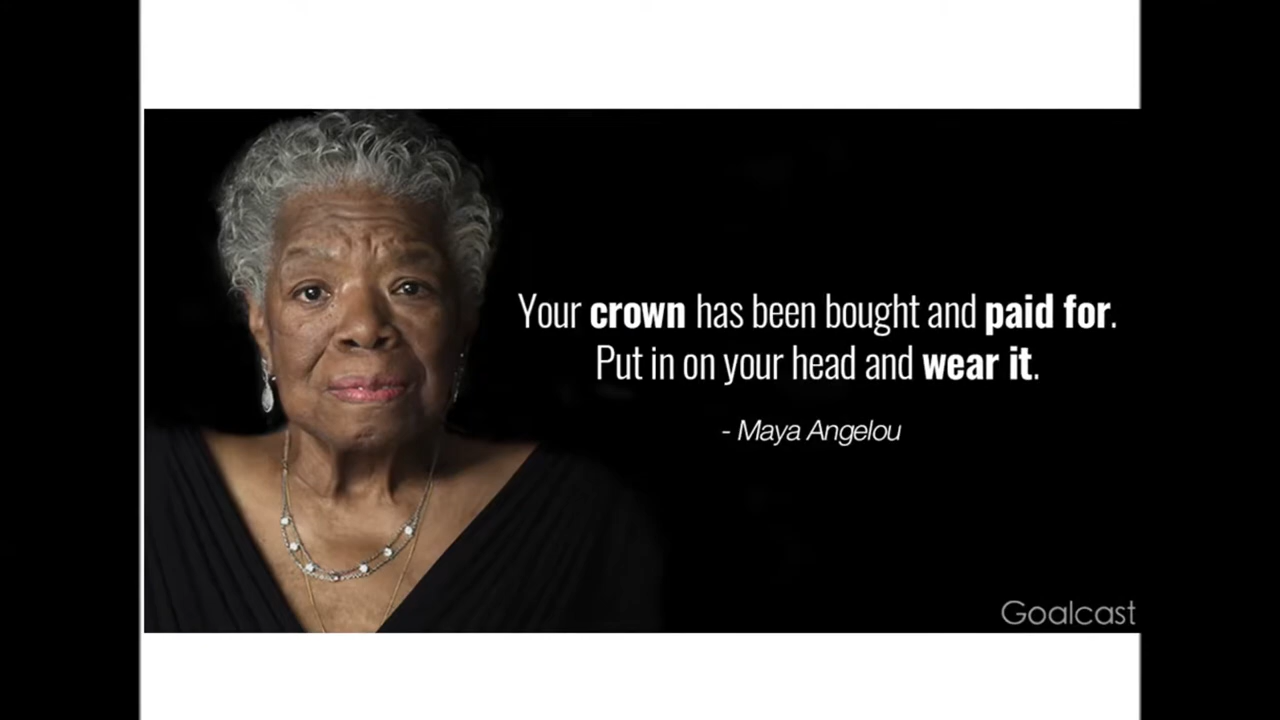 Your crown has been bought and paid for.
Put in on your head and wear it.
- Maya Angelou
Goalcast